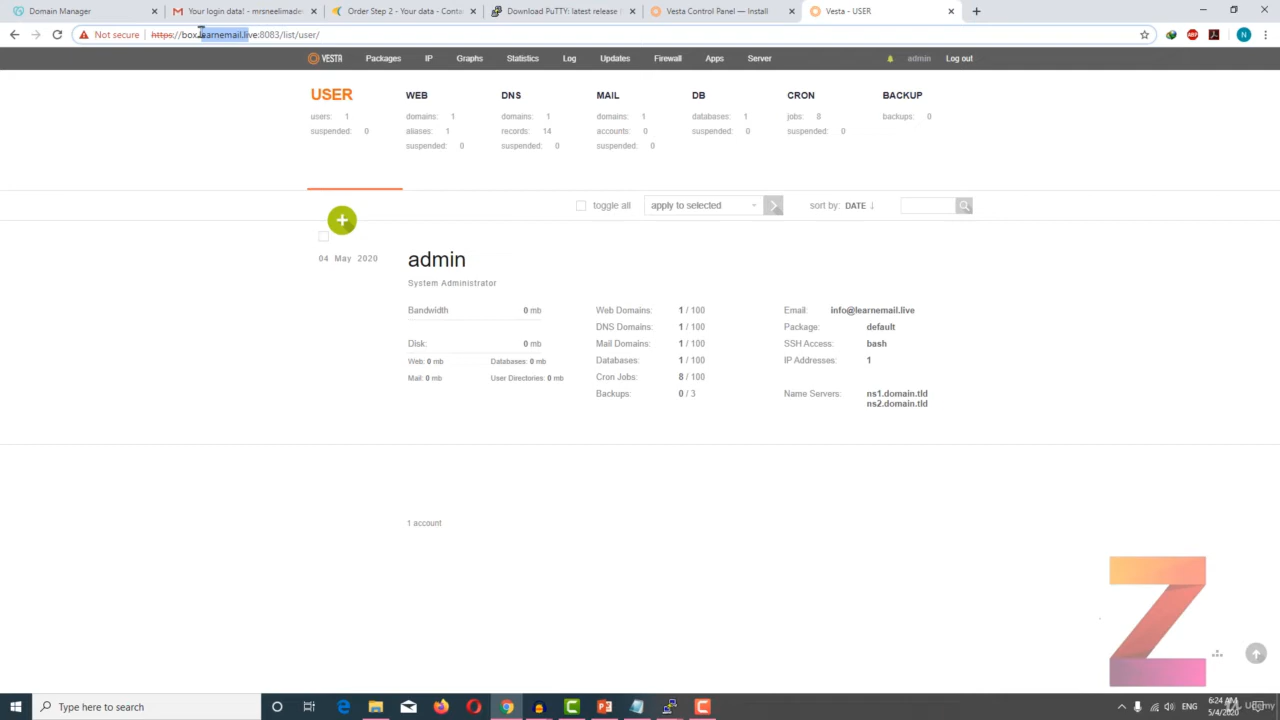 Domain Manager
Your login data! - mrsneelimadev
Order Step 2 - Your data - Conta
Download PuTTY: latest release (
Vesta Control Panel — Install
Vesta - USER
Not secure
https://box.learnemail.live:8083/list/user/
N
VESTA
Packages
IP
Graphs
Statistics
Log
Updates
Firewall
Apps
Server
admin
Log out
USER
users: 1
suspended: 0
WEB
domains: 1
aliases: 1
suspended: 0
DNS
domains: 1
records: 14
suspended: 0
MAIL
domains: 1
accounts: 0
suspended: 0
DB
databases: 1
suspended: 0
CRON
jobs: 8
suspended: 0
BACKUP
backups: 0
toggle all
apply to selected
sort by: DATE ↓
04 May 2020
admin
System Administrator
Bandwidth 0 mb
Disk: 0 mb
Web: 0 mb Databases: 0 mb
Mail: 0 mb User Directories: 0 mb
Web Domains: 1 / 100
DNS Domains: 1 / 100
Mail Domains: 1 / 100
Databases: 1 / 100
Cron Jobs: 8 / 100
Backups: 0 / 3
Email: info@learnemail.live
Package: default
SSH Access: bash
IP Addresses: 1
Name Servers: ns1.domain.tld
ns2.domain.tld
1 account
Z
Type here to search
ENG
6:24 AM
5/4/2020
Udemy